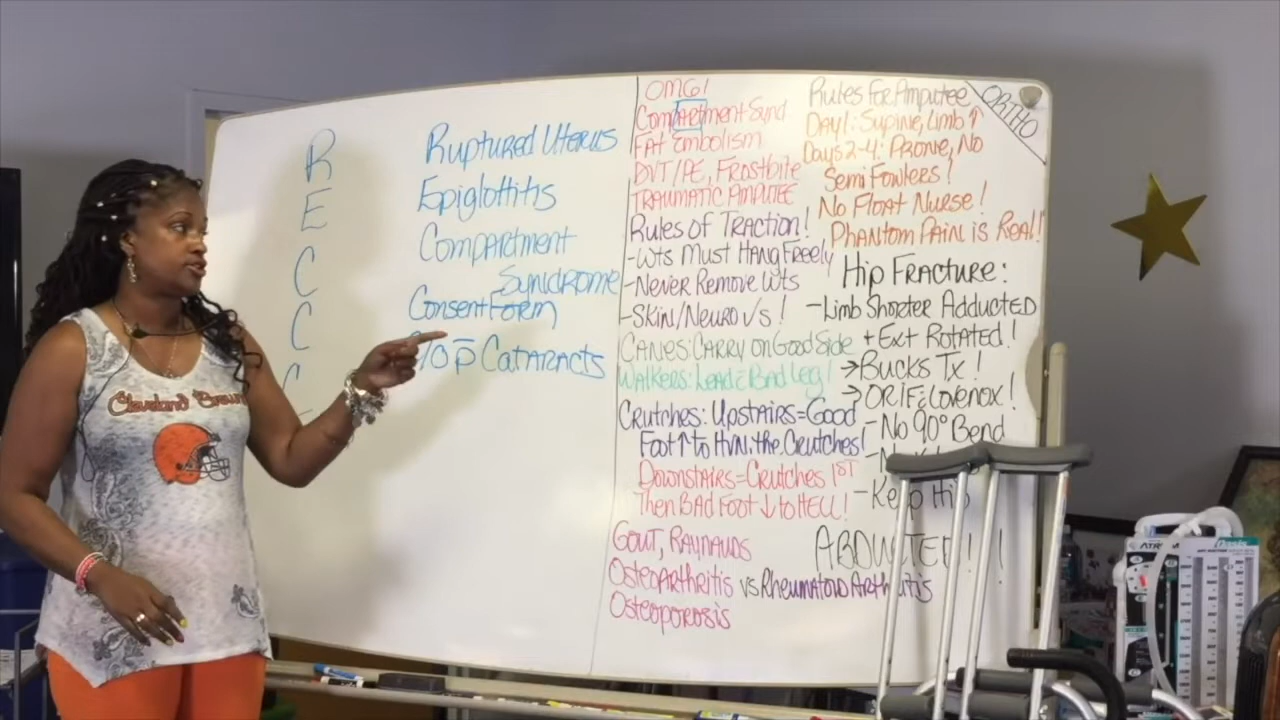 R
E
C
C
C
Ruptured Uterus
Epiglottitis
Compartment
Syndrome
Consent Form
p̄ Cataracts
OMG!
Compartment Synd
Fat Embolism
DVT/PE, Frostbite
Traumatic Amputee
Rules of Traction!
-Wts Must Hang Freely
-Never Remove Wts
-Skin/Neuro √s!
Canes: Carry on Good Side
Walkers: Lead c̄ Bad Leg!
Crutches: Upstairs=Good
Foot ↑ to HVN, the Crutches!
Downstairs=Crutches 1st
Then Bad Foot ↓ to HELL!
Gout, Raynauds
Osteoarthritis vs Rheumatoid Arthritis
Osteoporosis
ORTHO
Rules For Amputee
Day 1: Supine, Limb ↑
Days 2-4: Prone, No
Semi Fowlers!
No Float Nurse!
Phantom Pain is Real!!
Hip Fracture:
-Limb Shorter Adducted
+ Ext Rotated!
→Bucks Tx!
→ORIF c̄ Lovenox!
-No 90° Bend
-Keep Hip
Cleveland Brown